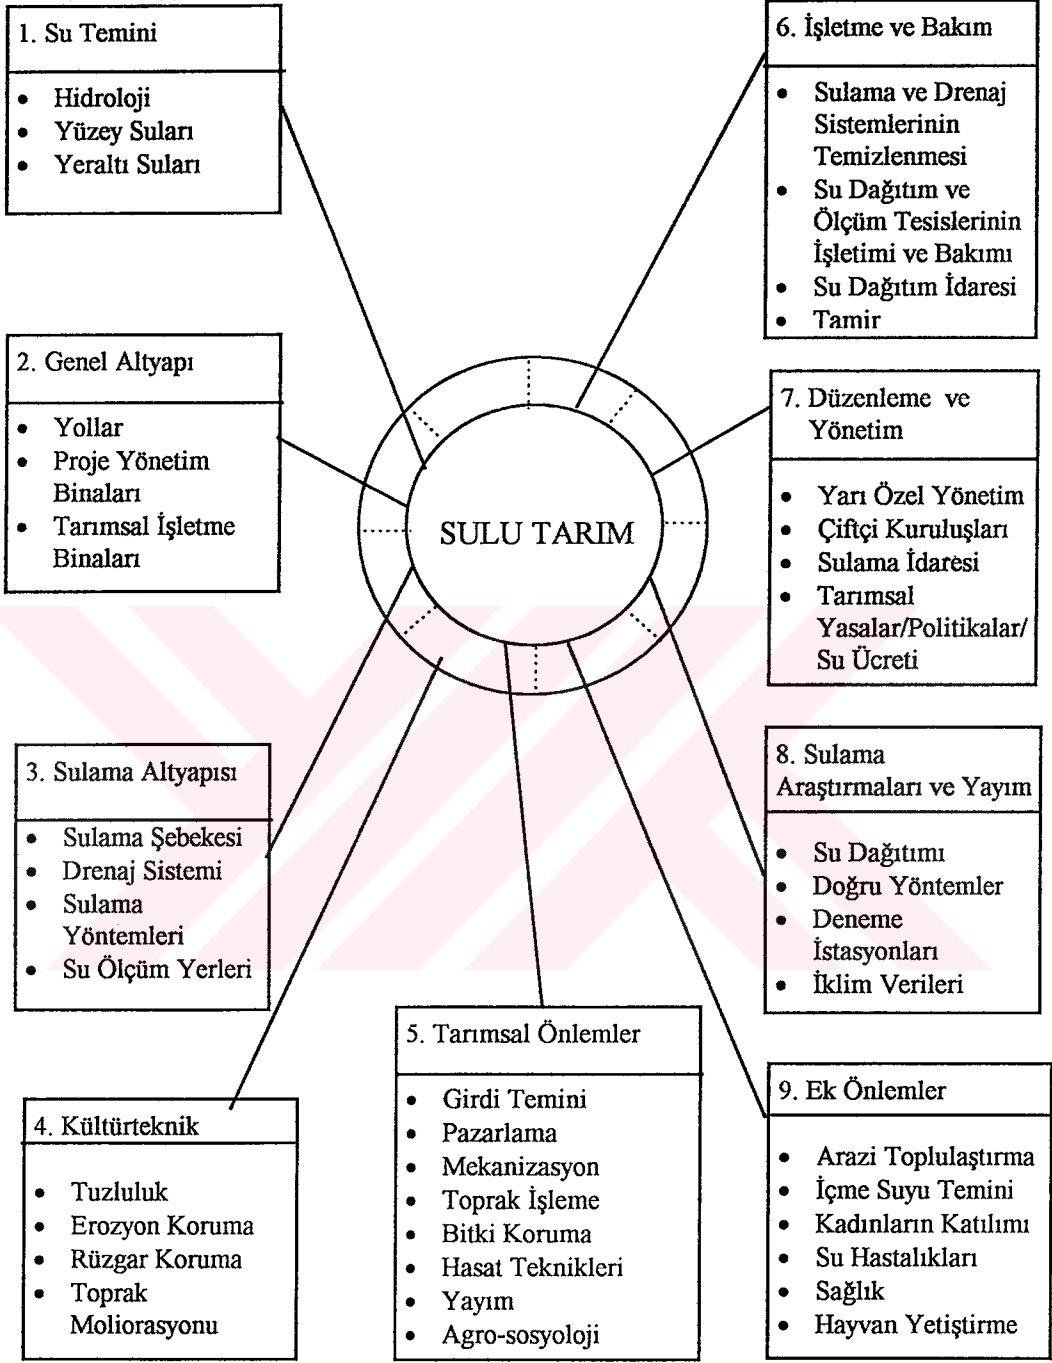 1. Su Temini
• Hidroloji
• Yüzey Suları
• Yeraltı Suları
2. Genel Altyapı
• Yollar
• Proje Yönetim
Binaları
• Tarımsal İşletme
Binaları
3. Sulama Altyapısı
• Sulama Şebekesi
• Drenaj Sistemi
• Sulama
Yöntemleri
• Su Ölçüm Yerleri
4. Kültürteknik
• Tuzluluk
• Erozyon Koruma
• Rüzgar Koruma
• Toprak
Moliorasyonu
SULU TARIM
5. Tarımsal Önlemler
• Girdi Temini
• Pazarlama
• Mekanizasyon
• Toprak İşleme
• Bitki Koruma
• Hasat Teknikleri
• Yayım
• Agro-sosyoloji
6. İşletme ve Bakım
• Sulama ve Drenaj
Sistemlerinin
Temizlenmesi
• Su Dağıtım ve
Ölçüm Tesislerinin
İşletimi ve Bakımı
• Su Dağıtım İdaresi
• Tamir
7. Düzenleme ve
Yönetim
• Yarı Özel Yönetim
• Çiftçi Kuruluşları
• Sulama İdaresi
• Tarımsal
Yasalar/Politikalar/
Su Ücreti
8. Sulama
Araştırmaları ve Yayım
• Su Dağıtımı
• Doğru Yöntemler
• Deneme
İstasyonları
• İklim Verileri
9. Ek Önlemler
• Arazi Toplulaştırma
• İçme Suyu Temini
• Kadınların Katılımı
• Su Hastalıkları
• Sağlık
• Hayvan Yetiştirme